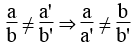 a/b ≠ a'/b' ⇒ a/a' ≠ b/b'